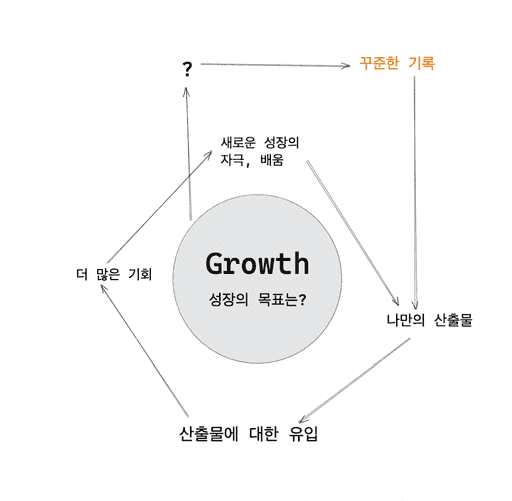 ?
꾸준한 기록
새로운 성장의
자극, 배움
Growth
성장의 목표는?
더 많은 기회
나만의 산출물
산출물에 대한 유입